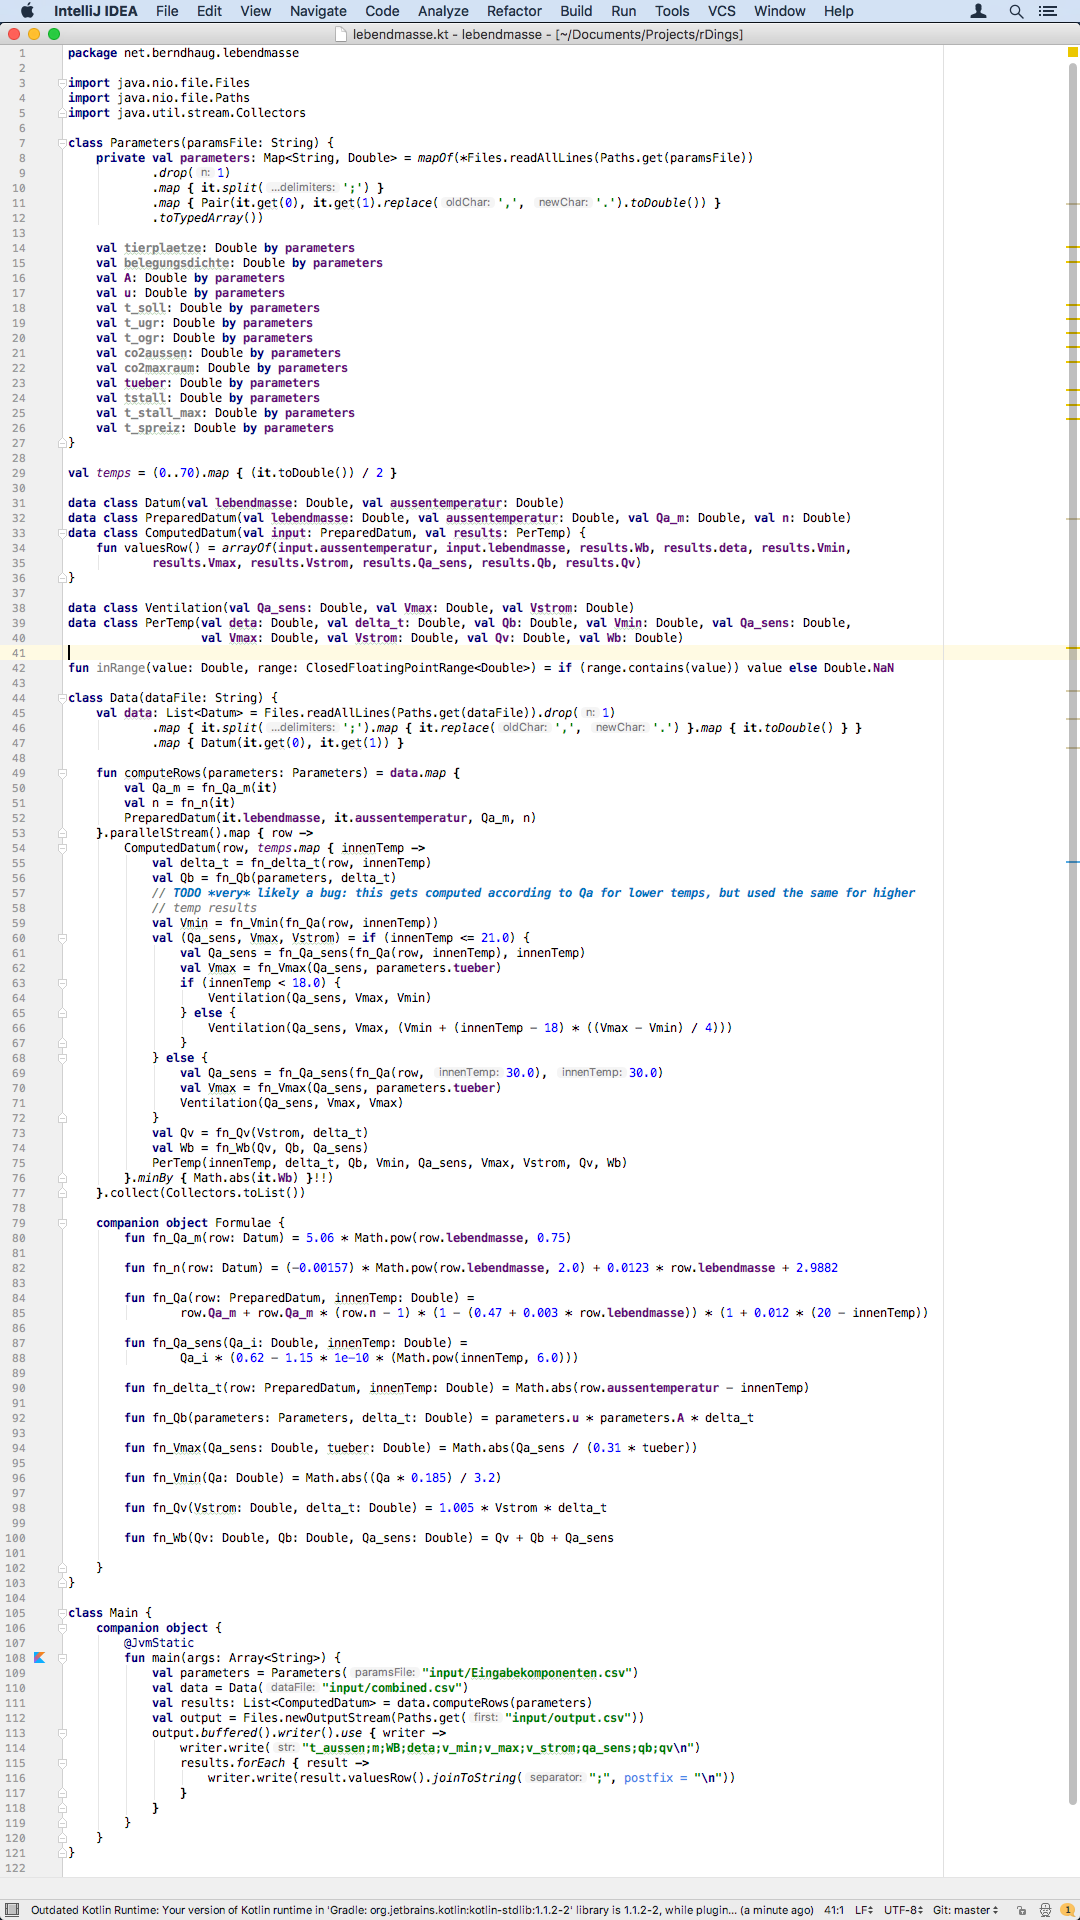 IntelliJ IDEA File Edit View Navigate Code Analyze Refactor Build Run Tools VCS Window Help
lebendmasse.kt - lebendmasse - [~/Documents/Projects/rDings]
1 package net.berndhaug.lebendmasse
2
3 import java.nio.file.Files
4 import java.nio.file.Paths
5 import java.util.stream.Collectors
6
7 class Parameters(paramsFile: String) {
8 private val parameters: Map<String, Double> = mapOf(*Files.readAllLines(Paths.get(paramsFile))
9 .drop( n: 1)
10 .map { it.split( ...delimiters: ';') }
11 .map { Pair(it.get(0), it.get(1).replace( oldChar: ',', newChar: '.').toDouble()) }
12 .toTypedArray())
13
14 val tierplaetze: Double by parameters
15 val belegungsdichte: Double by parameters
16 val A: Double by parameters
17 val u: Double by parameters
18 val t_soll: Double by parameters
19 val t_ugr: Double by parameters
20 val t_ogr: Double by parameters
21 val co2aussen: Double by parameters
22 val co2maxraum: Double by parameters
23 val tueber: Double by parameters
24 val tstall: Double by parameters
25 val t_stall_max: Double by parameters
26 val t_spreiz: Double by parameters
27 }
28
29 val temps = (0..70).map { (it.toDouble()) / 2 }
30
31 data class Datum(val lebendmasse: Double, val aussentemperatur: Double)
32 data class PreparedDatum(val lebendmasse: Double, val aussentemperatur: Double, val Qa_m: Double, val n: Double)
33 data class ComputedDatum(val input: PreparedDatum, val results: PerTemp) {
34 fun valuesRow() = arrayOf(input.aussentemperatur, input.lebendmasse, results.Wb, results.deta, results.Vmin,
35 results.Vmax, results.Vstrom, results.Qa_sens, results.Qb, results.Qv)
36 }
37
38 data class Ventilation(val Qa_sens: Double, val Vmax: Double, val Vstrom: Double)
39 data class PerTemp(val deta: Double, val delta_t: Double, val Qb: Double, val Vmin: Double, val Qa_sens: Double,
40 val Vmax: Double, val Vstrom: Double, val Qv: Double, val Wb: Double)
41
42 fun inRange(value: Double, range: ClosedFloatingPointRange<Double>) = if (range.contains(value)) value else Double.NaN
43
44 class Data(dataFile: String) {
45 val data: List<Datum> = Files.readAllLines(Paths.get(dataFile)).drop( n: 1)
46 .map { it.split( ...delimiters: ';').map { it.replace( oldChar: ',', newChar: '.') }.map { it.toDouble() } }
47 .map { Datum(it.get(0), it.get(1)) }
48
49 fun computeRows(parameters: Parameters) = data.map {
50 val Qa_m = fn_Qa_m(it)
51 val n = fn_n(it)
52 PreparedDatum(it.lebendmasse, it.aussentemperatur, Qa_m, n)
53 }.parallelStream().map { row ->
54 ComputedDatum(row, temps.map { innenTemp ->
55 val delta_t = fn_delta_t(row, innenTemp)
56 val Qb = fn_Qb(parameters, delta_t)
57 // TODO *very* likely a bug: this gets computed according to Qa for lower temps, but used the same for higher
58 // temp results
59 val Vmin = fn_Vmin(fn_Qa(row, innenTemp))
60 val (Qa_sens, Vmax, Vstrom) = if (innenTemp <= 21.0) {
61 val Qa_sens = fn_Qa_sens(fn_Qa(row, innenTemp), innenTemp)
62 val Vmax = fn_Vmax(Qa_sens, parameters.tueber)
63 if (innenTemp < 18.0) {
64 Ventilation(Qa_sens, Vmax, Vmin)
65 } else {
66 Ventilation(Qa_sens, Vmax, (Vmin + (innenTemp - 18) * ((Vmax - Vmin) / 4)))
67 }
68 } else {
69 val Qa_sens = fn_Qa_sens(fn_Qa(row, innenTemp: 30.0), innenTemp: 30.0)
70 val Vmax = fn_Vmax(Qa_sens, parameters.tueber)
71 Ventilation(Qa_sens, Vmax, Vmax)
72 }
73 val Qv = fn_Qv(Vstrom, delta_t)
74 val Wb = fn_Wb(Qv, Qb, Qa_sens)
75 PerTemp(innenTemp, delta_t, Qb, Vmin, Qa_sens, Vmax, Vstrom, Qv, Wb)
76 }.minBy { Math.abs(it.Wb) }!!)
77 }.collect(Collectors.toList())
78
79 companion object Formulae {
80 fun fn_Qa_m(row: Datum) = 5.06 * Math.pow(row.lebendmasse, 0.75)
81
82 fun fn_n(row: Datum) = (-0.00157) * Math.pow(row.lebendmasse, 2.0) + 0.0123 * row.lebendmasse + 2.9882
83
84 fun fn_Qa(row: PreparedDatum, innenTemp: Double) =
85 row.Qa_m + row.Qa_m * (row.n - 1) * (1 - (0.47 + 0.003 * row.lebendmasse)) * (1 + 0.012 * (20 - innenTemp))
86
87 fun fn_Qa_sens(Qa_i: Double, innenTemp: Double) =
88 Qa_i * (0.62 - 1.15 * 1e-10 * (Math.pow(innenTemp, 6.0)))
89
90 fun fn_delta_t(row: PreparedDatum, innenTemp: Double) = Math.abs(row.aussentemperatur - innenTemp)
91
92 fun fn_Qb(parameters: Parameters, delta_t: Double) = parameters.u * parameters.A * delta_t
93
94 fun fn_Vmax(Qa_sens: Double, tueber: Double) = Math.abs(Qa_sens / (0.31 * tueber))
95
96 fun fn_Vmin(Qa: Double) = Math.abs((Qa * 0.185) / 3.2)
97
98 fun fn_Qv(Vstrom: Double, delta_t: Double) = 1.005 * Vstrom * delta_t
99
100 fun fn_Wb(Qv: Double, Qb: Double, Qa_sens: Double) = Qv + Qb + Qa_sens
101
102 }
103 }
104
105 class Main {
106 companion object {
107 @JvmStatic
108 fun main(args: Array<String>) {
109 val parameters = Parameters( paramsFile: "input/Eingabekomponenten.csv")
110 val data = Data( dataFile: "input/combined.csv")
111 val results: List<ComputedDatum> = data.computeRows(parameters)
112 val output = Files.newOutputStream(Paths.get( first: "input/output.csv"))
113 output.buffered().writer().use { writer ->
114 writer.write( str: "t_aussen;m;WB;deta;v_min;v_max;v_strom;qa_sens;qb;qv\n")
115 results.forEach { result ->
116 writer.write(result.valuesRow().joinToString( separator: ";", postfix = "\n"))
117 }
118 }
119 }
120 }
121 }
122
Outdated Kotlin Runtime: Your version of Kotlin runtime in 'Gradle: org.jetbrains.kotlin:kotlin-stdlib:1.1.2-2' library is 1.1.2-2, while plugin... (a minute ago) 41:1 LF UTF-8 Git: master 1